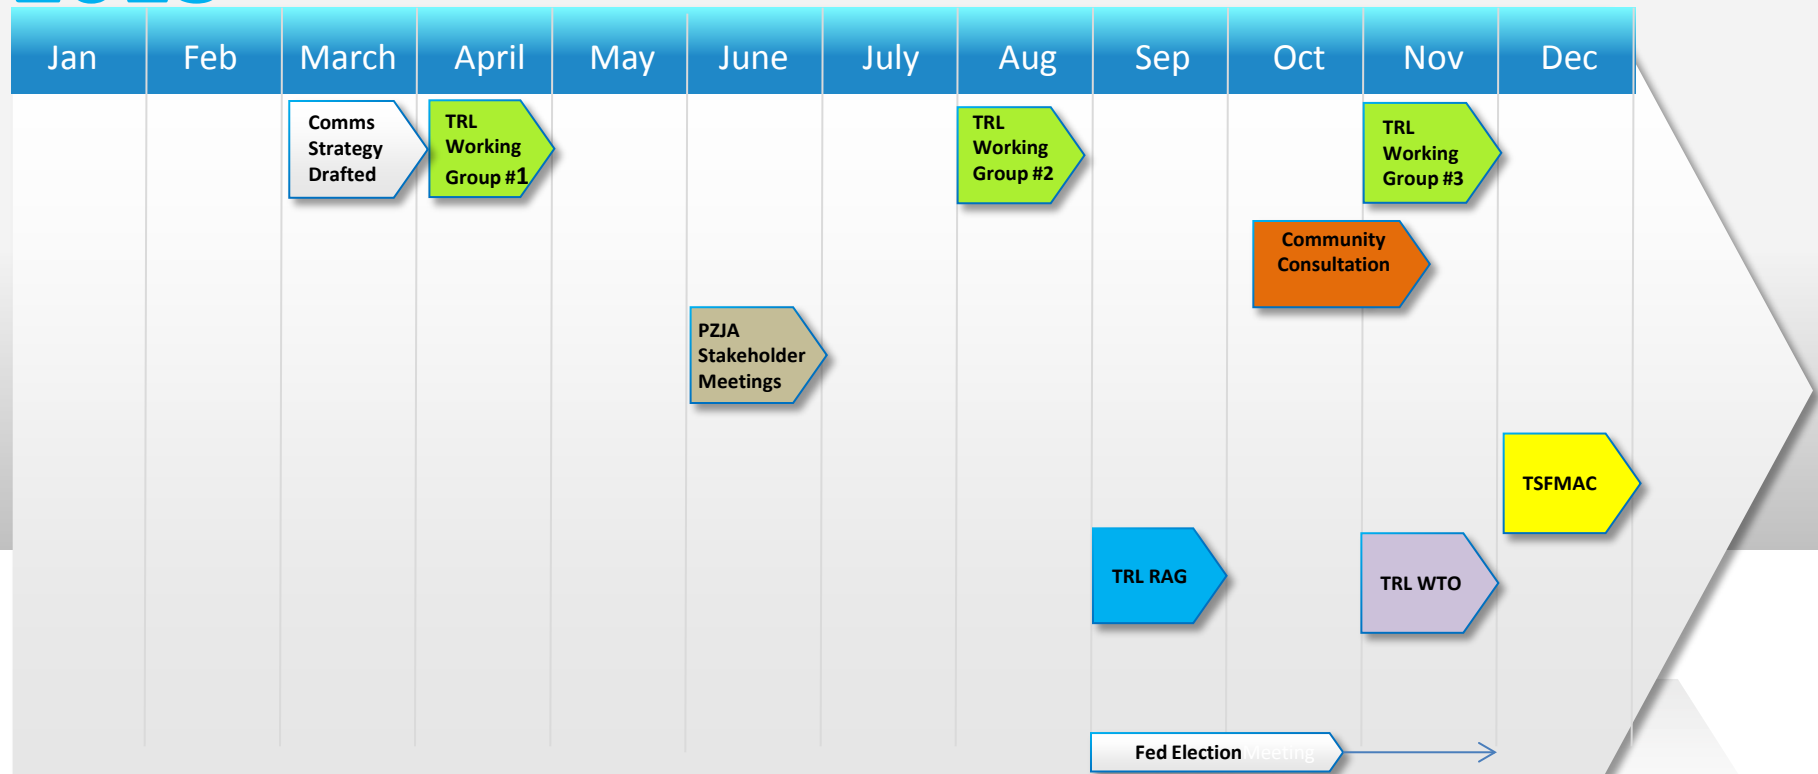 Jan Feb March April May June July Aug Sep Oct Nov Dec
Comms
Strategy
Drafted
TRL
Working
Group #1
TRL
Working
Group #2
TRL
Working
Group #3
Community
Consultation
PZJA
Stakeholder
Meetings
TSFMAC
TRL RAG
TRL WTO
Fed Election Meeting